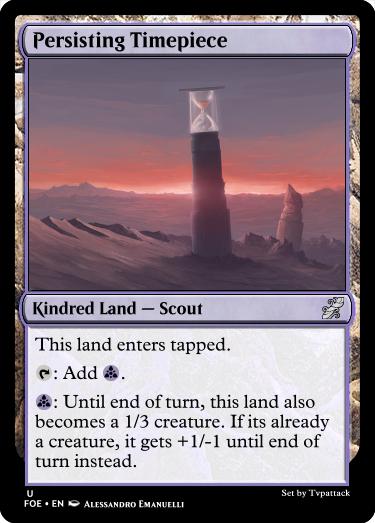 Persisting Timepiece
Kindred Land — Scout
This land enters tapped.
: Add .
: Until end of turn, this land also
becomes a 1/3 creature. If its already
a creature, it gets +1/-1 until end of
turn instead.
U
Set by Tvpattack
FOE • EN Alessandro Emanuelli